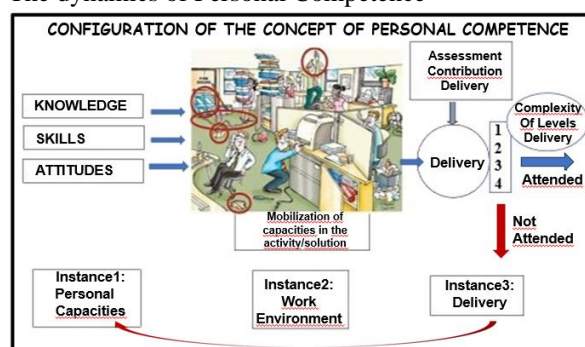 The dynamics of Personal Competence
CONFIGURATION OF THE CONCEPT OF PERSONAL COMPETENCE
KNOWLEDGE
SKILLS
ATTITUDES
Mobilization of
capacities in the
activity/solution
Assessment
Contribution
Delivery
Delivery
1
2
3
4
Complexity
Of Levels
Delivery
Attended
Not
Attended
Instance1:
Personal
Capacities
Instance2:
Work
Environment
Instance3:
Delivery